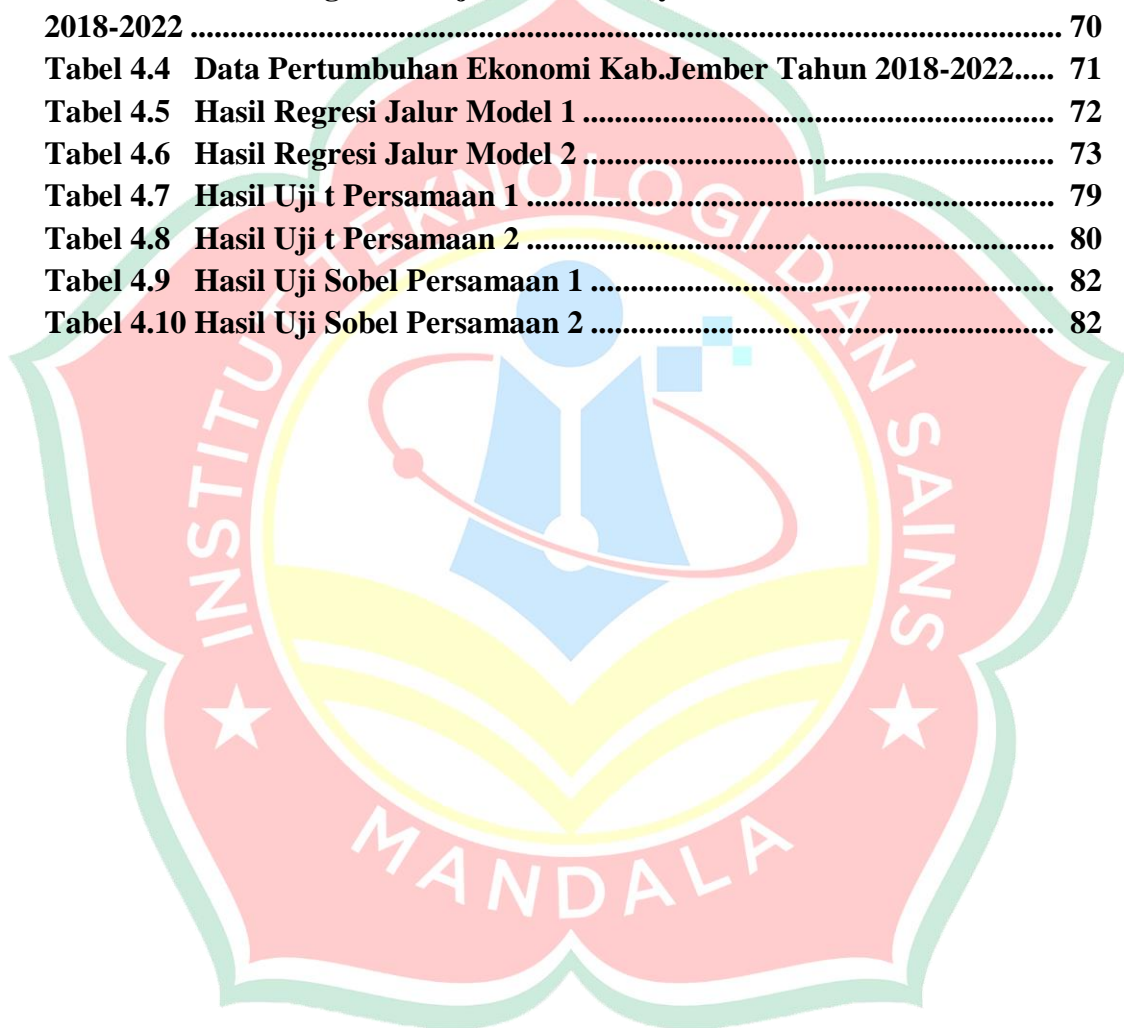 2018-2022 ............................................................................................................... 70
Tabel 4.4 Data Pertumbuhan Ekonomi Kab.Jember Tahun 2018-2022..... 71
Tabel 4.5 Hasil Regresi Jalur Model 1 ............................................................ 72
Tabel 4.6 Hasil Regresi Jalur Model 2 ............................................................ 73
Tabel 4.7 Hasil Uji t Persamaan 1 ................................................................... 79
Tabel 4.8 Hasil Uji t Persamaan 2 ................................................................... 80
Tabel 4.9 Hasil Uji Sobel Persamaan 1 ........................................................... 82
Tabel 4.10 Hasil Uji Sobel Persamaan 2 ........................................................... 82
INSTITUT TEKNOLOGI DAN SAINS
MANDALA